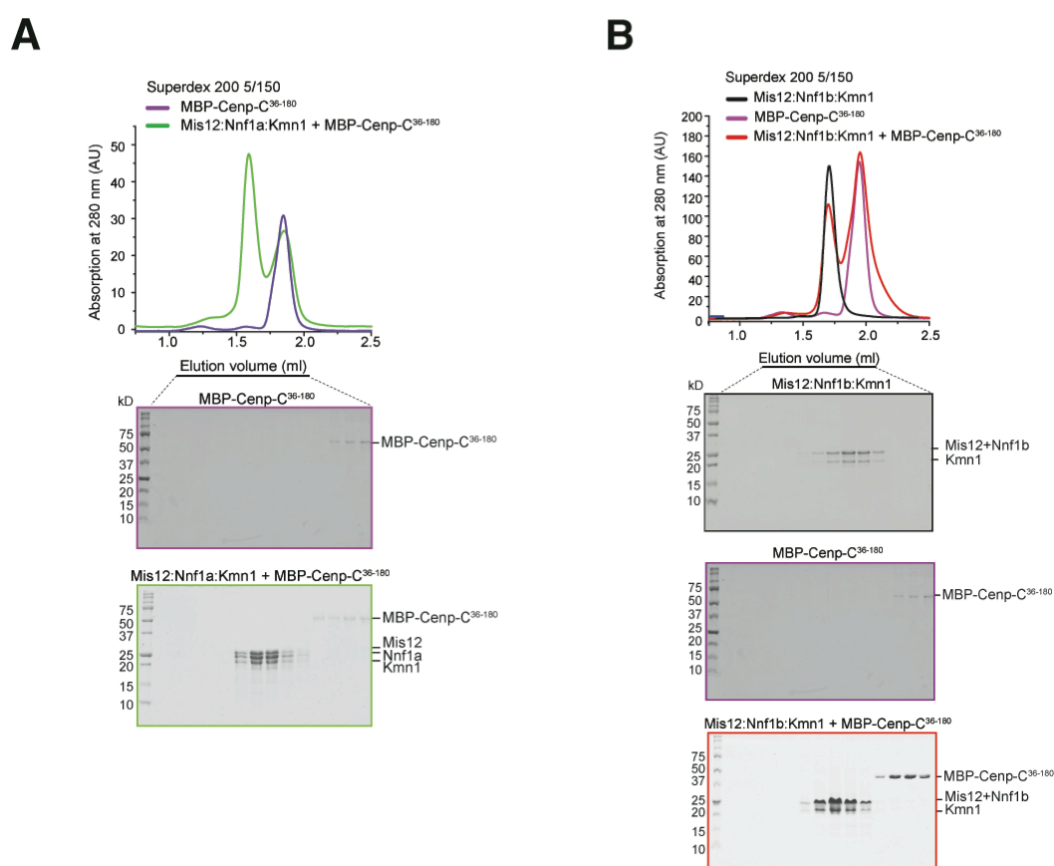 A
Superdex 200 5/150
MBP-Cenp-C36-180
Mis12:Nnf1a:Kmn1 + MBP-Cenp-C36-180
Absorption at 280 nm (AU)
50
40
30
20
10
0
1.0 1.5 2.0 2.5
Elution volume (ml)
kD
MBP-Cenp-C36-180
75
50
37
25
20
15
10
MBP-Cenp-C36-180
Mis12:Nnf1a:Kmn1 + MBP-Cenp-C36-180
75
50
37
25
20
15
10
MBP-Cenp-C36-180
Mis12
Nnf1a
Kmn1
B
Superdex 200 5/150
Mis12:Nnf1b:Kmn1
MBP-Cenp-C36-180
Mis12:Nnf1b:Kmn1 + MBP-Cenp-C36-180
Absorption at 280 nm (AU)
200
180
160
140
120
100
80
60
40
20
0
1.0 1.5 2.0 2.5
Elution volume (ml)
kD
Mis12:Nnf1b:Kmn1
75
50
37
25
20
15
10
Mis12+Nnf1b
Kmn1
MBP-Cenp-C36-180
75
50
37
25
20
15
10
MBP-Cenp-C36-180
Mis12:Nnf1b:Kmn1 + MBP-Cenp-C36-180
75
50
37
25
20
15
10
MBP-Cenp-C36-180
Mis12+Nnf1b
Kmn1